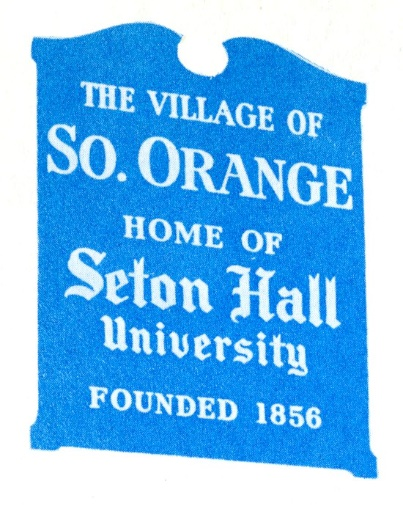 THE VILLAGE OF
SO. ORANGE
HOME OF
Seton Hall
University
FOUNDED 1856